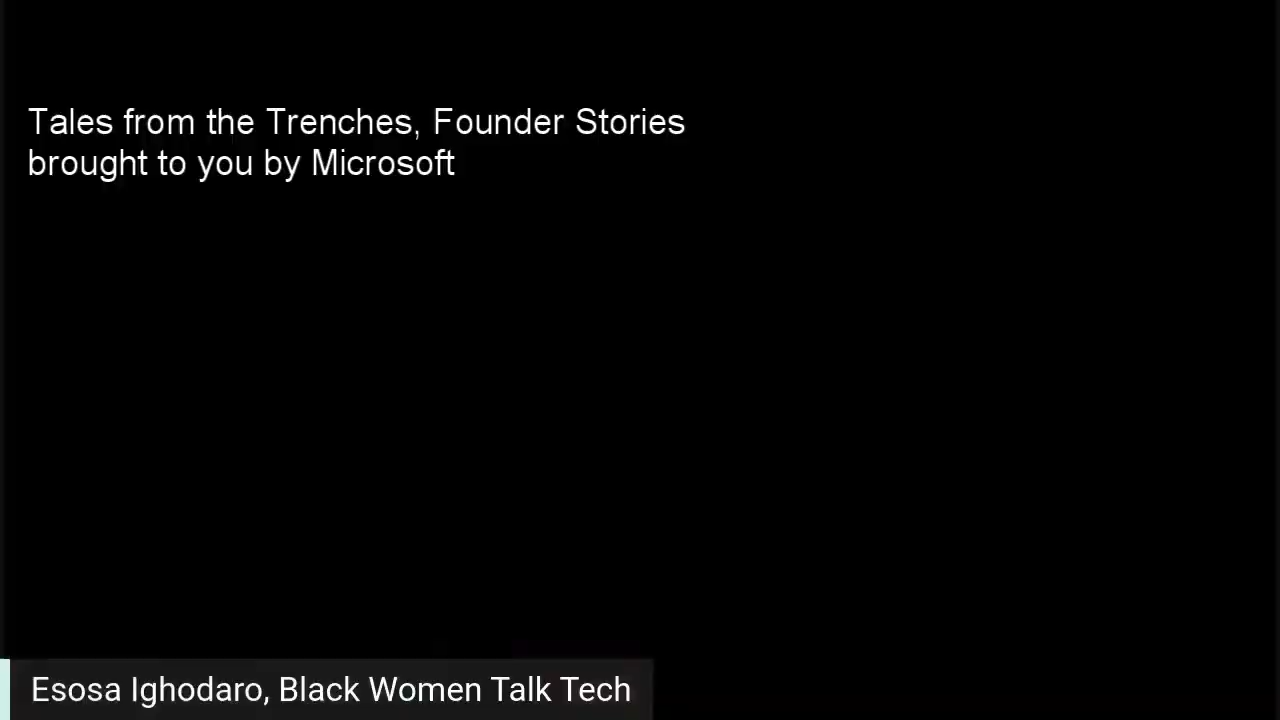 Tales from the Trenches, Founder Stories
brought to you by Microsoft
Esosa Ighodaro, Black Women Talk Tech